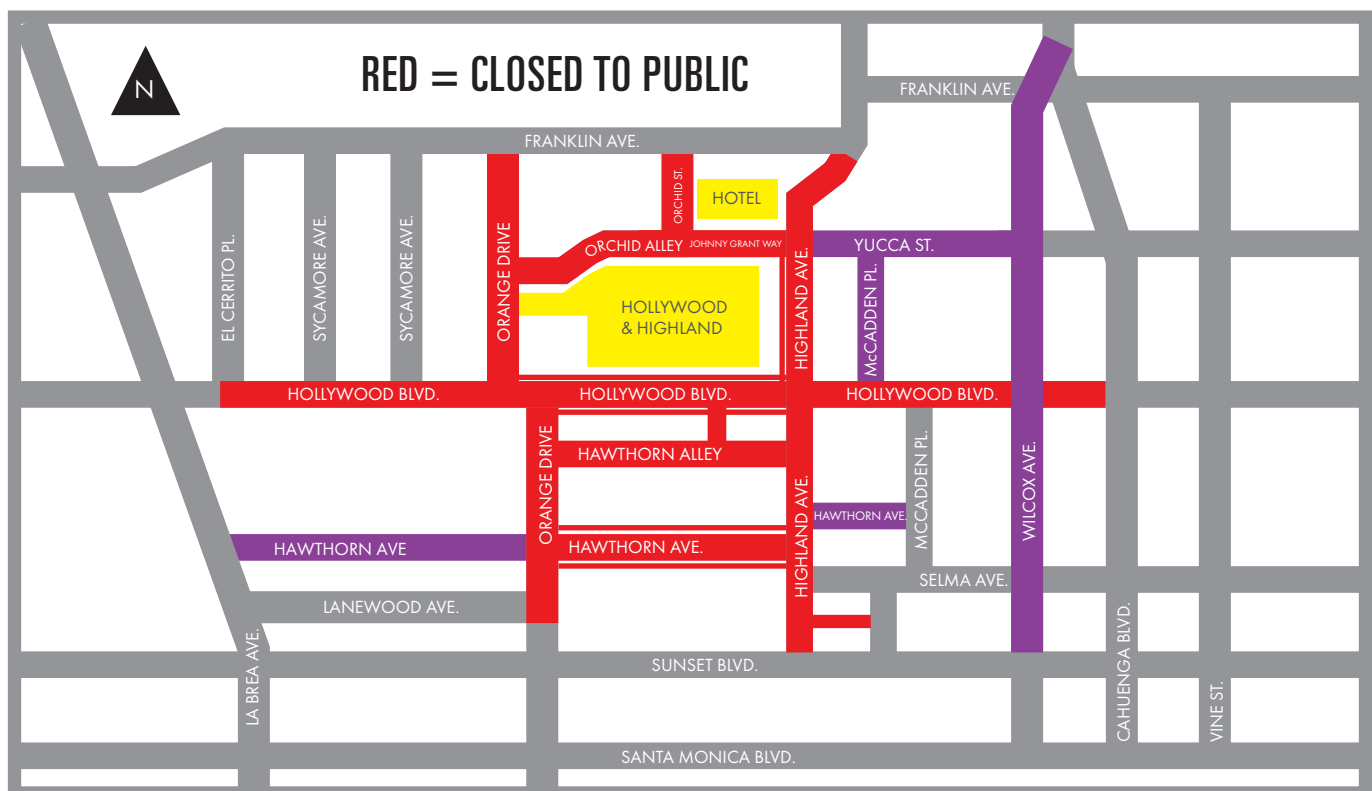 RED = CLOSED TO PUBLIC
N
FRANKLIN AVE.
FRANKLIN AVE.
ORCHID ST.
HOTEL
EL CERRITO PL.
SYCAMORE AVE.
SYCAMORE AVE.
ORANGE DRIVE
ORCHID ALLEY
JOHNNY GRANT WAY
HIGHLAND AVE.
YUCCA ST.
McCADDEN PL.
HOLLYWOOD
& HIGHLAND
HOLLYWOOD BLVD.
HOLLYWOOD BLVD.
HOLLYWOOD BLVD.
ORANGE DRIVE
HAWTHORN ALLEY
HIGHLAND AVE.
HAWTHORN AVE.
MCCADDEN PL.
WILCOX AVE.
HAWTHORN AVE
HAWTHORN AVE.
SELMA AVE.
LANEWOOD AVE.
LA BREA AVE.
SUNSET BLVD.
CAHUENGA BLVD.
VINE ST.
SANTA MONICA BLVD.